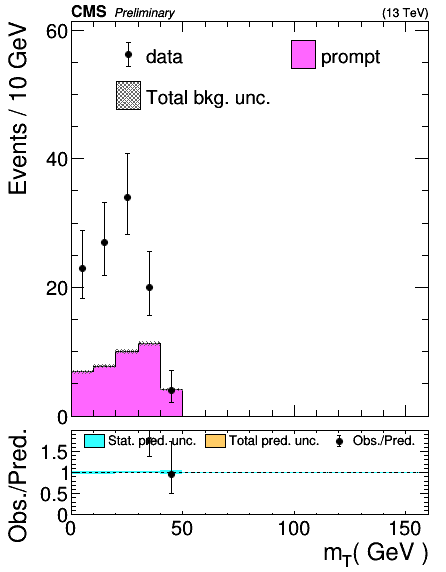 CMS Preliminary (13 TeV)
Events / 10 GeV
60
40
20
0
data
prompt
Total bkg. unc.
Obs./Pred.
1.5
1
0.5
0
Stat. pred. unc. Total pred. unc. Obs./Pred.
0 50 100 150
m_T( GeV )